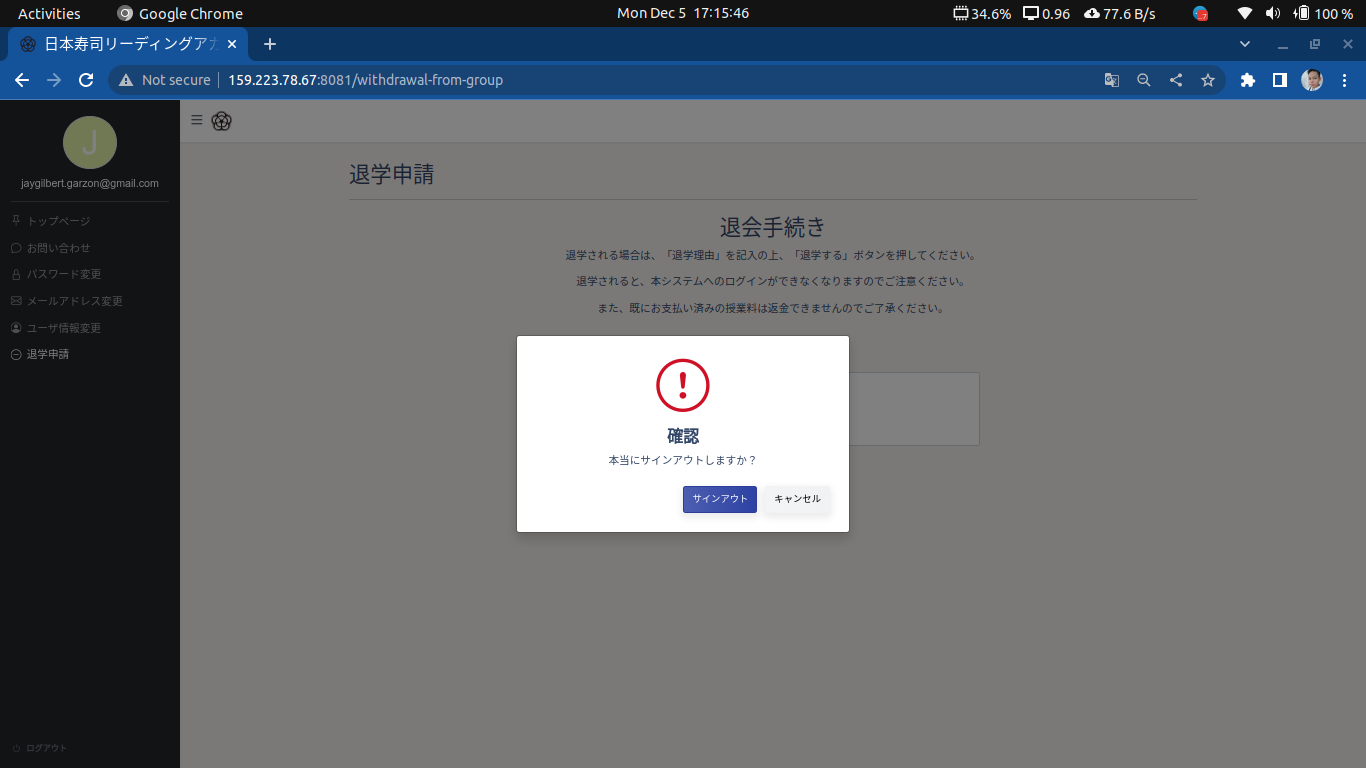 Activities Google Chrome Mon Dec 5 17:15:46 34.6% 0.96 77.6 B/s 100 %
日本寿司リーディングアカ
Not secure 159.223.78.67:8081/withdrawal-from-group
J
jaygilbert.garzon@gmail.com
トップページ
お問い合わせ
パスワード変更
メールアドレス変更
ユーザ情報変更
退学申請
ログアウト
退学申請
退会手続き
退学される場合は、「退学理由」を記入の上、「退学する」ボタンを押してください。
退学されると、本システムへのログインができなくなりますのでご注意ください。
また、既にお支払い済みの授業料は返金できませんのでご了承ください。
確認
本当にサインアウトしますか？
サインアウト キャンセル